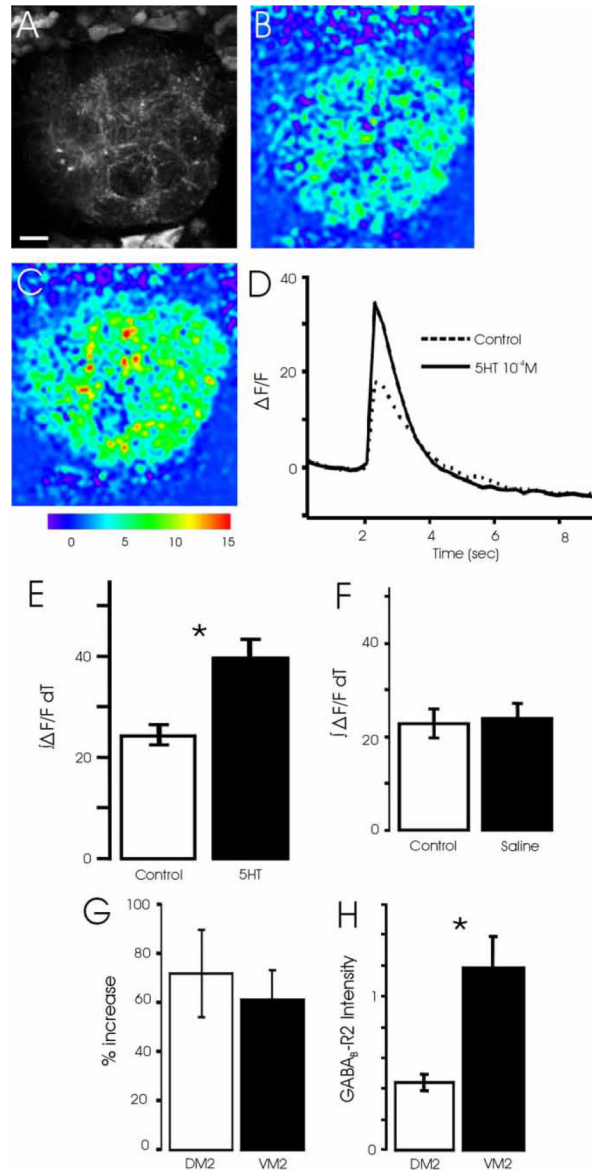 A
B
C
0 5 10 15
D
40
20
0
ΔF/F
Control
5HT 10⁻⁴M
2 4 6 8
Time (sec)
E
*
40
20
0
∫ΔF/F dT
Control 5HT
F
40
20
0
∫ ΔF/F dT
Control Saline
G
100
80
60
40
20
0
% increase
DM2 VM2
H
*
1
0
GABA_B-R2 Intensity
DM2 VM2